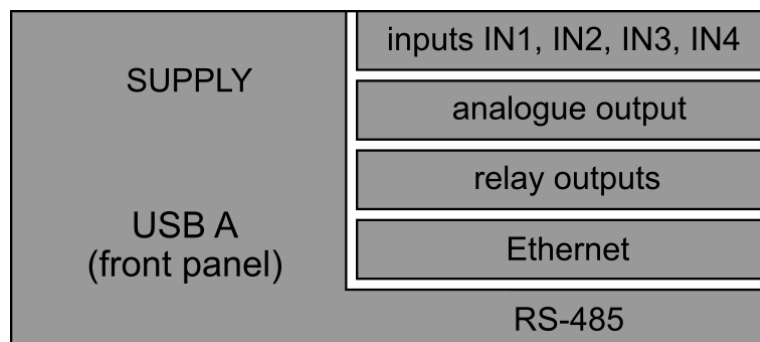 SUPPLY
USB A
(front panel)
inputs IN1, IN2, IN3, IN4
analogue output
relay outputs
Ethernet
RS-485